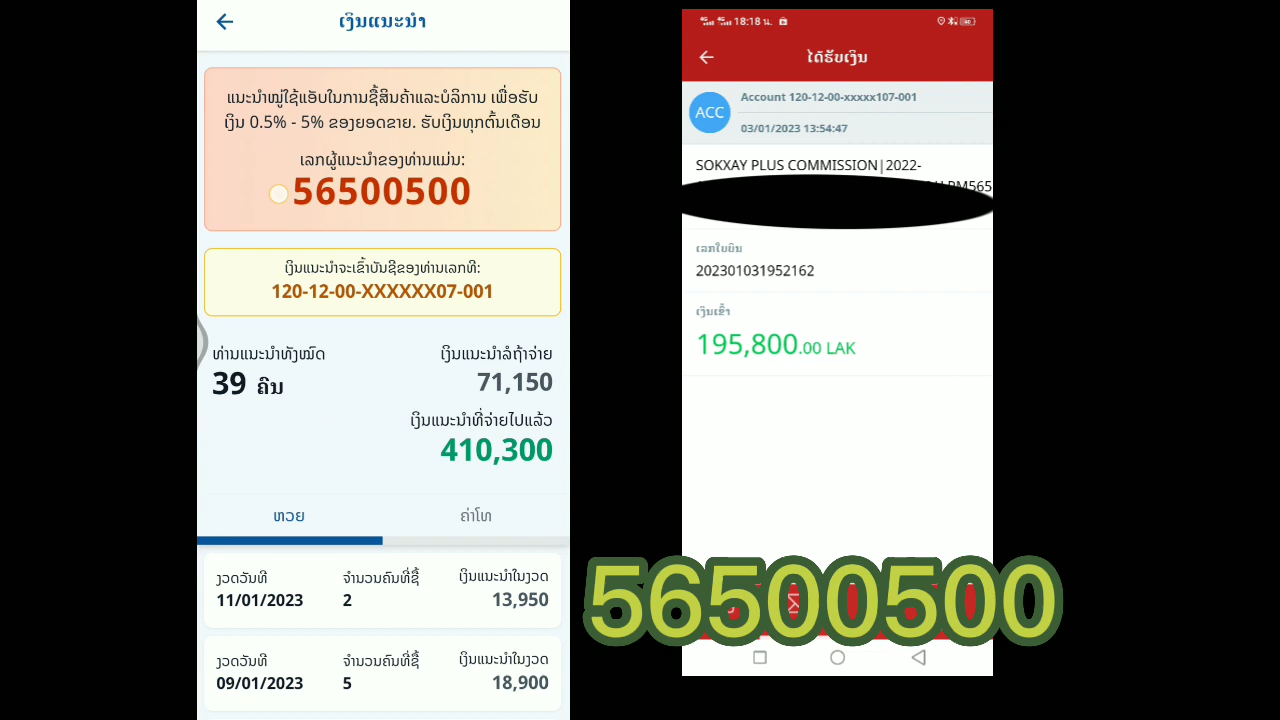 ເງິນແນະນຳ
ແນະນຳໝູ່ໃຊ້ແອັບໃນການຊື້ສິນຄ້າແລະບໍລິການ ເພື່ອຮັບ
ເງິນ 0.5% - 5% ຂອງຍອດຂາຍ. ຮັບເງິນທຸກຕົ້ນເດືອນ
ເລກຜູ້ແນະນຳຂອງທ່ານແມ່ນ:
56500500
ເງິນແນະນຳຈະເຂົ້າບັນຊີຂອງທ່ານເລກທີ:
120-12-00-XXXXXX07-001
ທ່ານແນະນຳທັງໝົດ
39 ຄົນ
ເງິນແນະນຳລໍຖ້າຈ່າຍ
71,150
ເງິນແນະນຳທີ່ຈ່າຍໄປແລ້ວ
410,300
ຫວຍ
ຄ່າໂທ
ງວດວັນທີ ຈຳນວນຄົນທີ່ຊື້ ເງິນແນະນຳໃນງວດ
11/01/2023 2 13,950
ງວດວັນທີ ຈຳນວນຄົນທີ່ຊື້ ເງິນແນະນຳໃນງວດ
09/01/2023 5 18,900
18:18 ນ.
ໄດ້ຮັບເງິນ
ACC
Account 120-12-00-xxxxx107-001
03/01/2023 13:54:47
SOKXAY PLUS COMMISSION|2022-
PM565
ເລກໃບບິນ
202301031952162
ເງິນເຂົ້າ
195,800.00 LAK
56500500